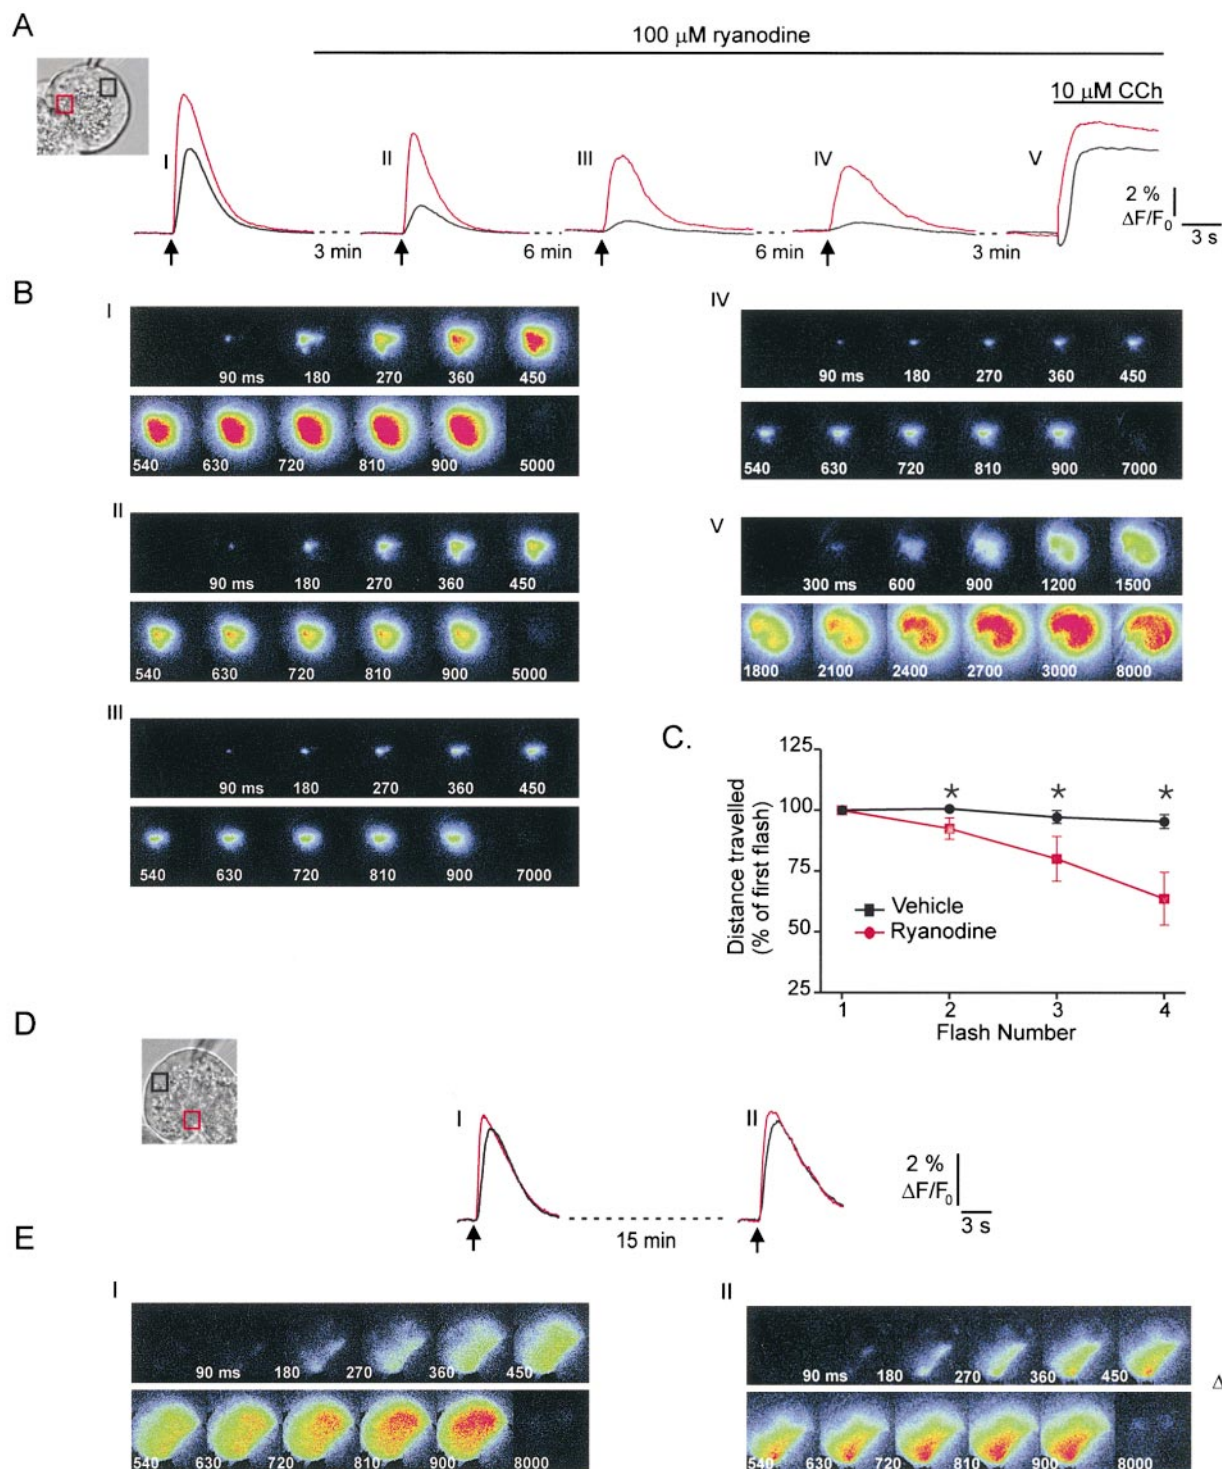 A
100 μM ryanodine
10 μM CCh
I
II
III
IV
V
2 %
ΔF/F0
3 s
3 min
6 min
6 min
3 min
B
I
90 ms 180 270 360 450
540 630 720 810 900 5000
II
90 ms 180 270 360 450
540 630 720 810 900 5000
III
90 ms 180 270 360 450
540 630 720 810 900 7000
IV
90 ms 180 270 360 450
540 630 720 810 900 7000
V
300 ms 600 900 1200 1500
1800 2100 2400 2700 3000 8000
C.
Distance travelled
(% of first flash)
125
100
75
50
25
* * *
Vehicle
Ryanodine
1 2 3 4
Flash Number
D
I
II
2 %
ΔF/F0
3 s
15 min
E
I
90 ms 180 270 360 450
540 630 720 810 900 8000
II
90 ms 180 270 360 450
540 630 720 810 900 8000
Δ